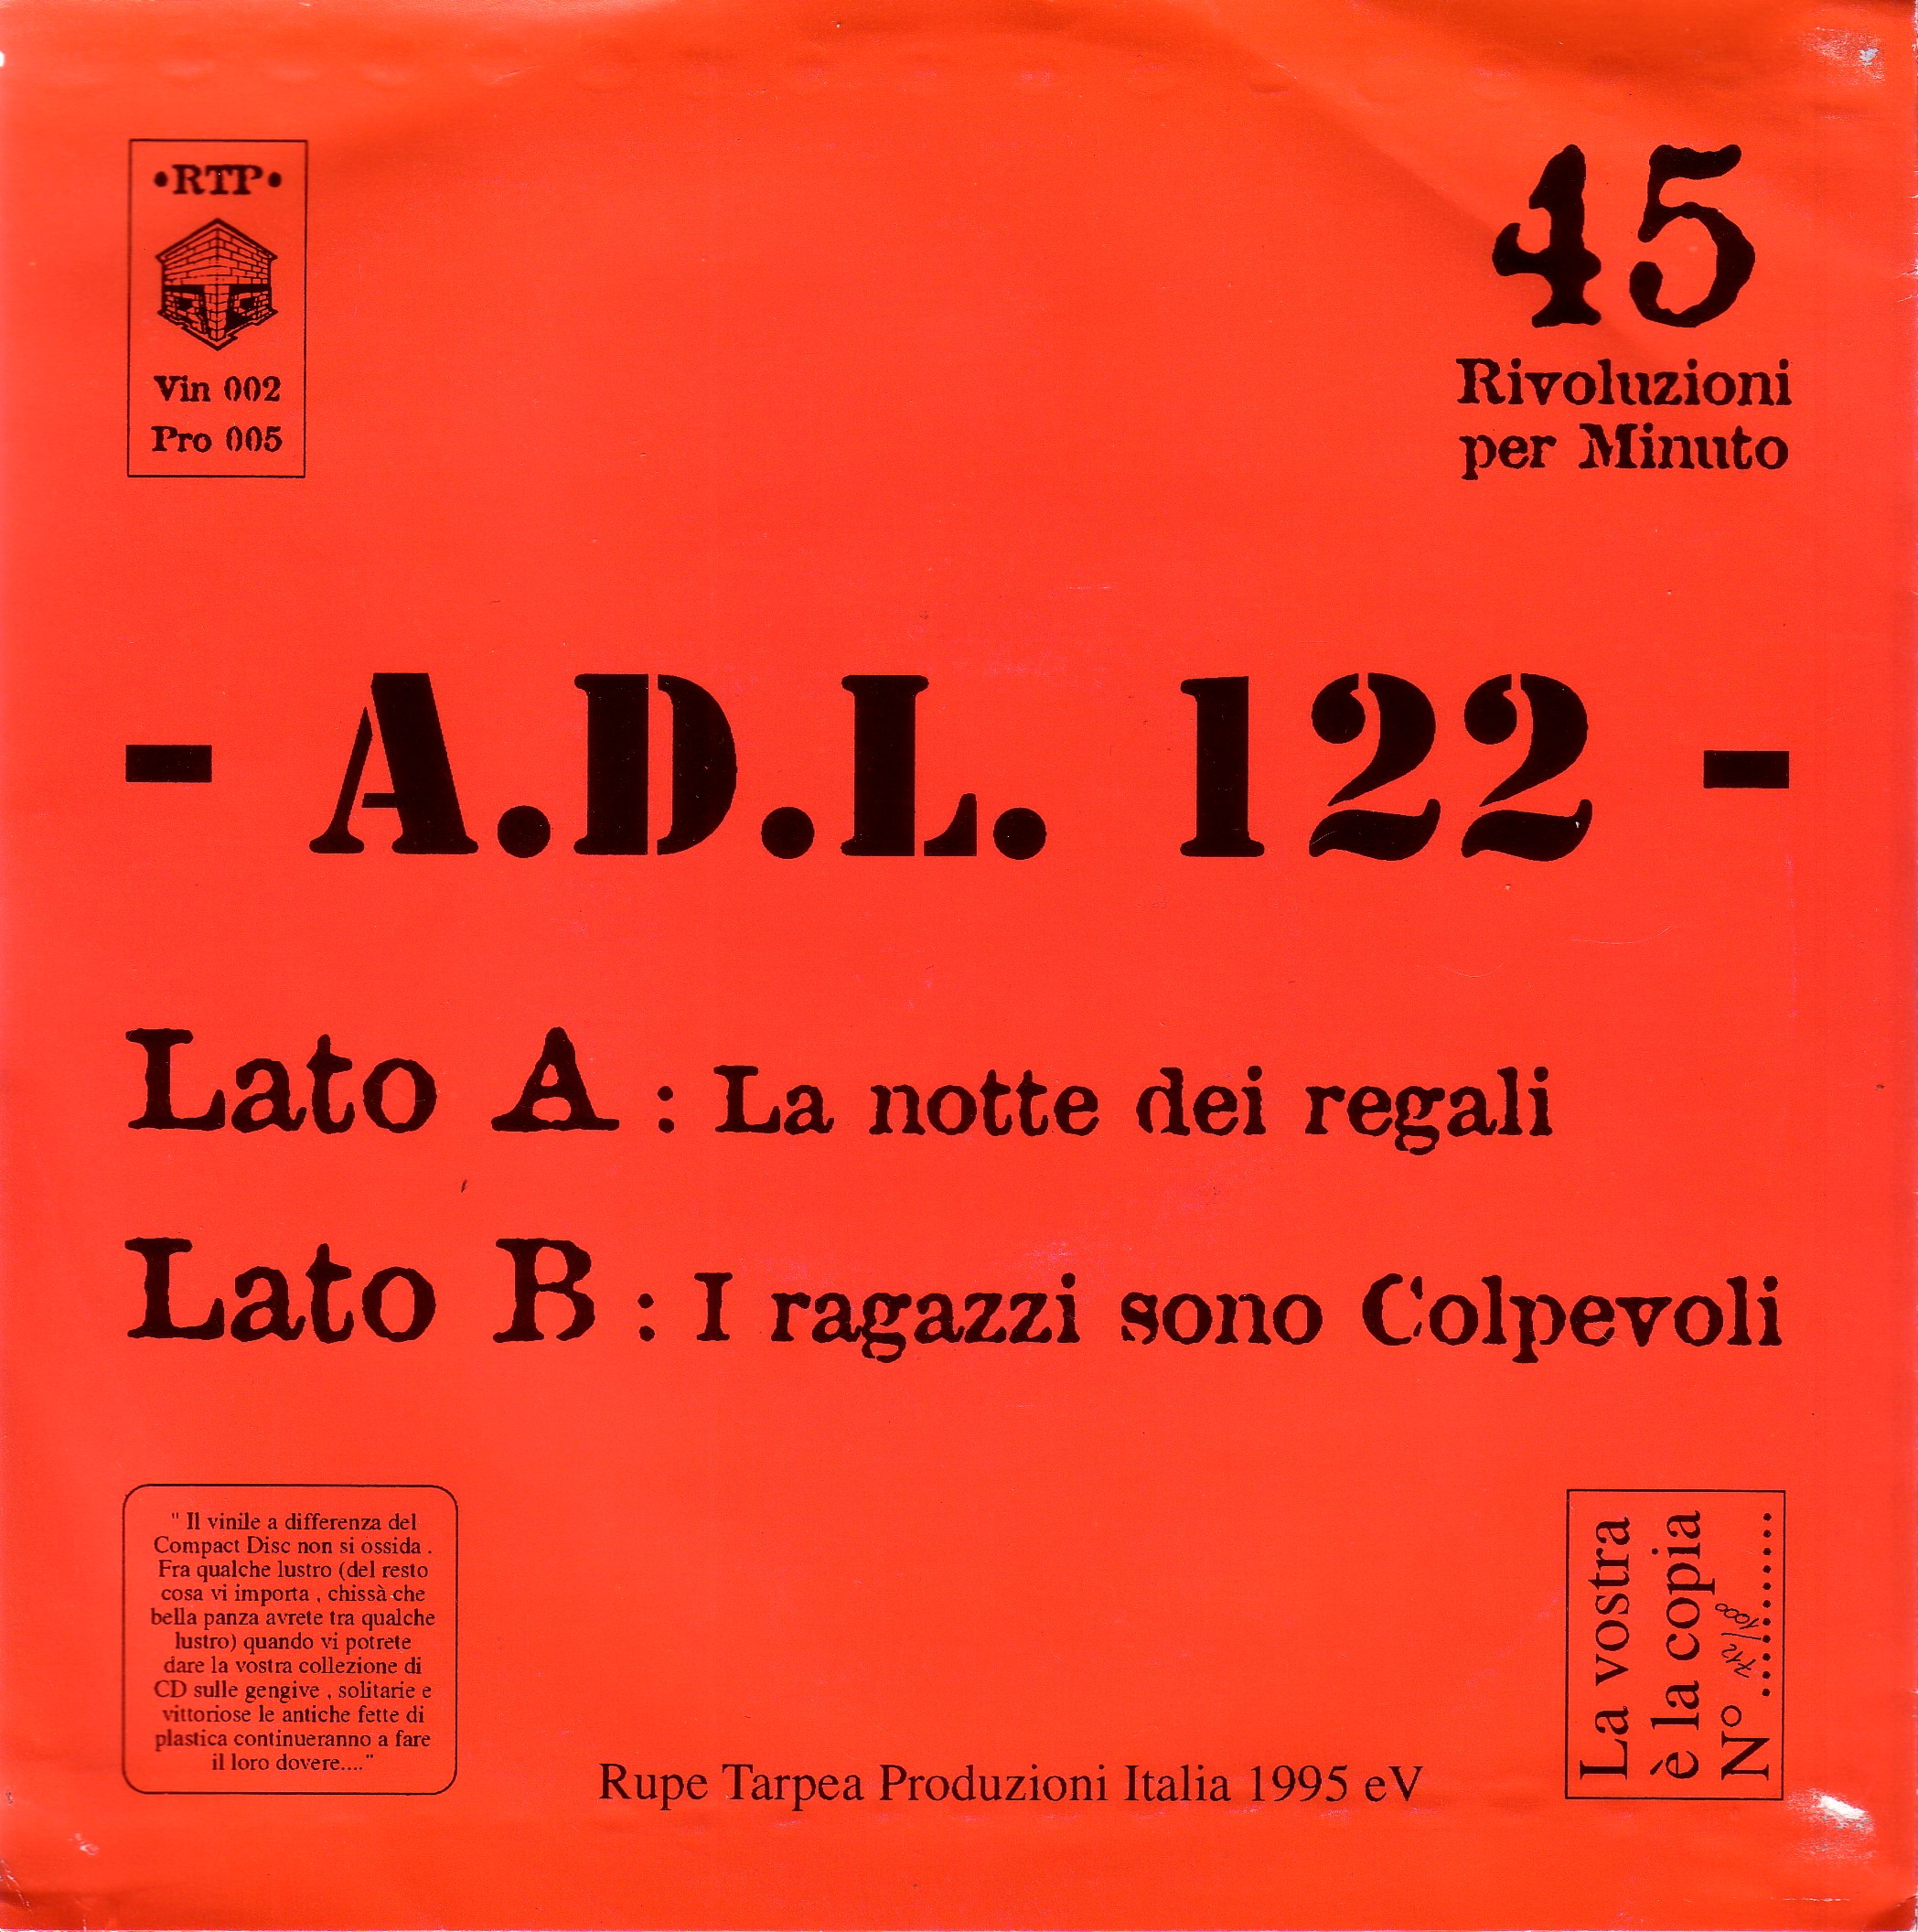 •RTP•
Vin 002
Pro 005
45
Rivoluzioni
per Minuto
- A.D.L. 122 -
Lato A : La notte dei regali
Lato B : I ragazzi sono Colpevoli
" Il vinile a differenza del
Compact Disc non si ossida .
Fra qualche lustro (del resto
cosa vi importa , chissà che
bella panza avrete tra qualche
lustro) quando vi potrete
dare la vostra collezione di
CD sulle gengive , solitarie e
vittoriose le antiche fette di
plastica continueranno a fare
il loro dovere...."
Rupe Tarpea Produzioni Italia 1995 eV
La vostra
è la copia
N° 712/1000